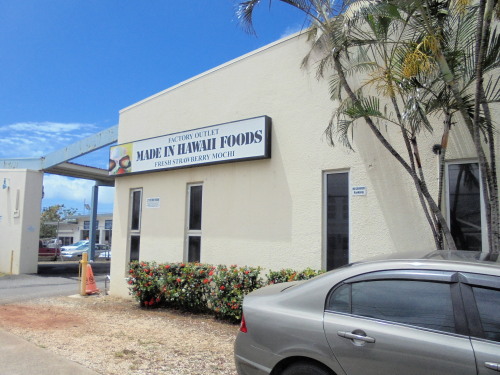 FACTORY OUTLET
MADE IN HAWAII FOODS
FRESH STRAWBERRY MOCHI